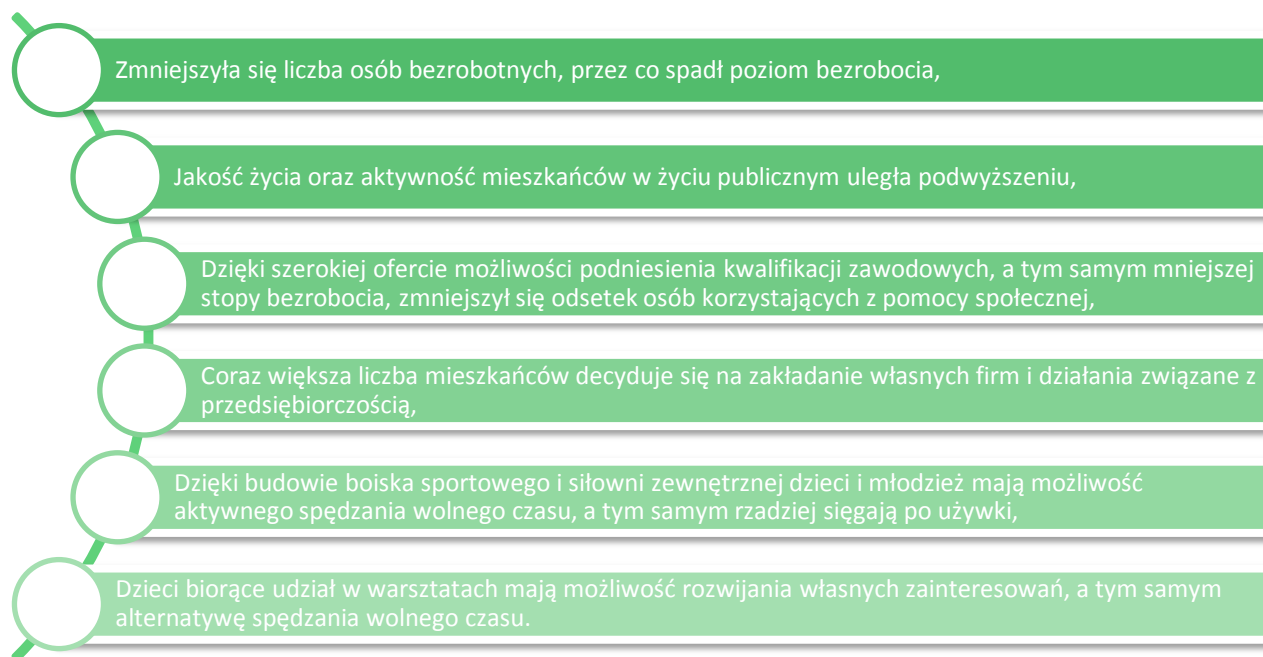 Zmniejszyła się liczba osób bezrobotnych, przez co spadł poziom bezrobocia,
Jakość życia oraz aktywność mieszkańców w życiu publicznym uległa podwyższeniu,
Dzięki szerokiej ofercie możliwości podniesienia kwalifikacji zawodowych, a tym samym mniejszej
stopy bezrobocia, zmniejszył się odsetek osób korzystających z pomocy społecznej,
Coraz większa liczba mieszkańców decyduje się na zakładanie własnych firm i działania związane z
przedsiębiorczością,
Dzięki budowie boiska sportowego i siłowni zewnętrznej dzieci i młodzież mają możliwość
aktywnego spędzania wolnego czasu, a tym samym rzadziej sięgają po używki,
Dzieci biorące udział w warsztatach mają możliwość rozwijania własnych zainteresowań, a tym samym
alternatywę spędzania wolnego czasu.